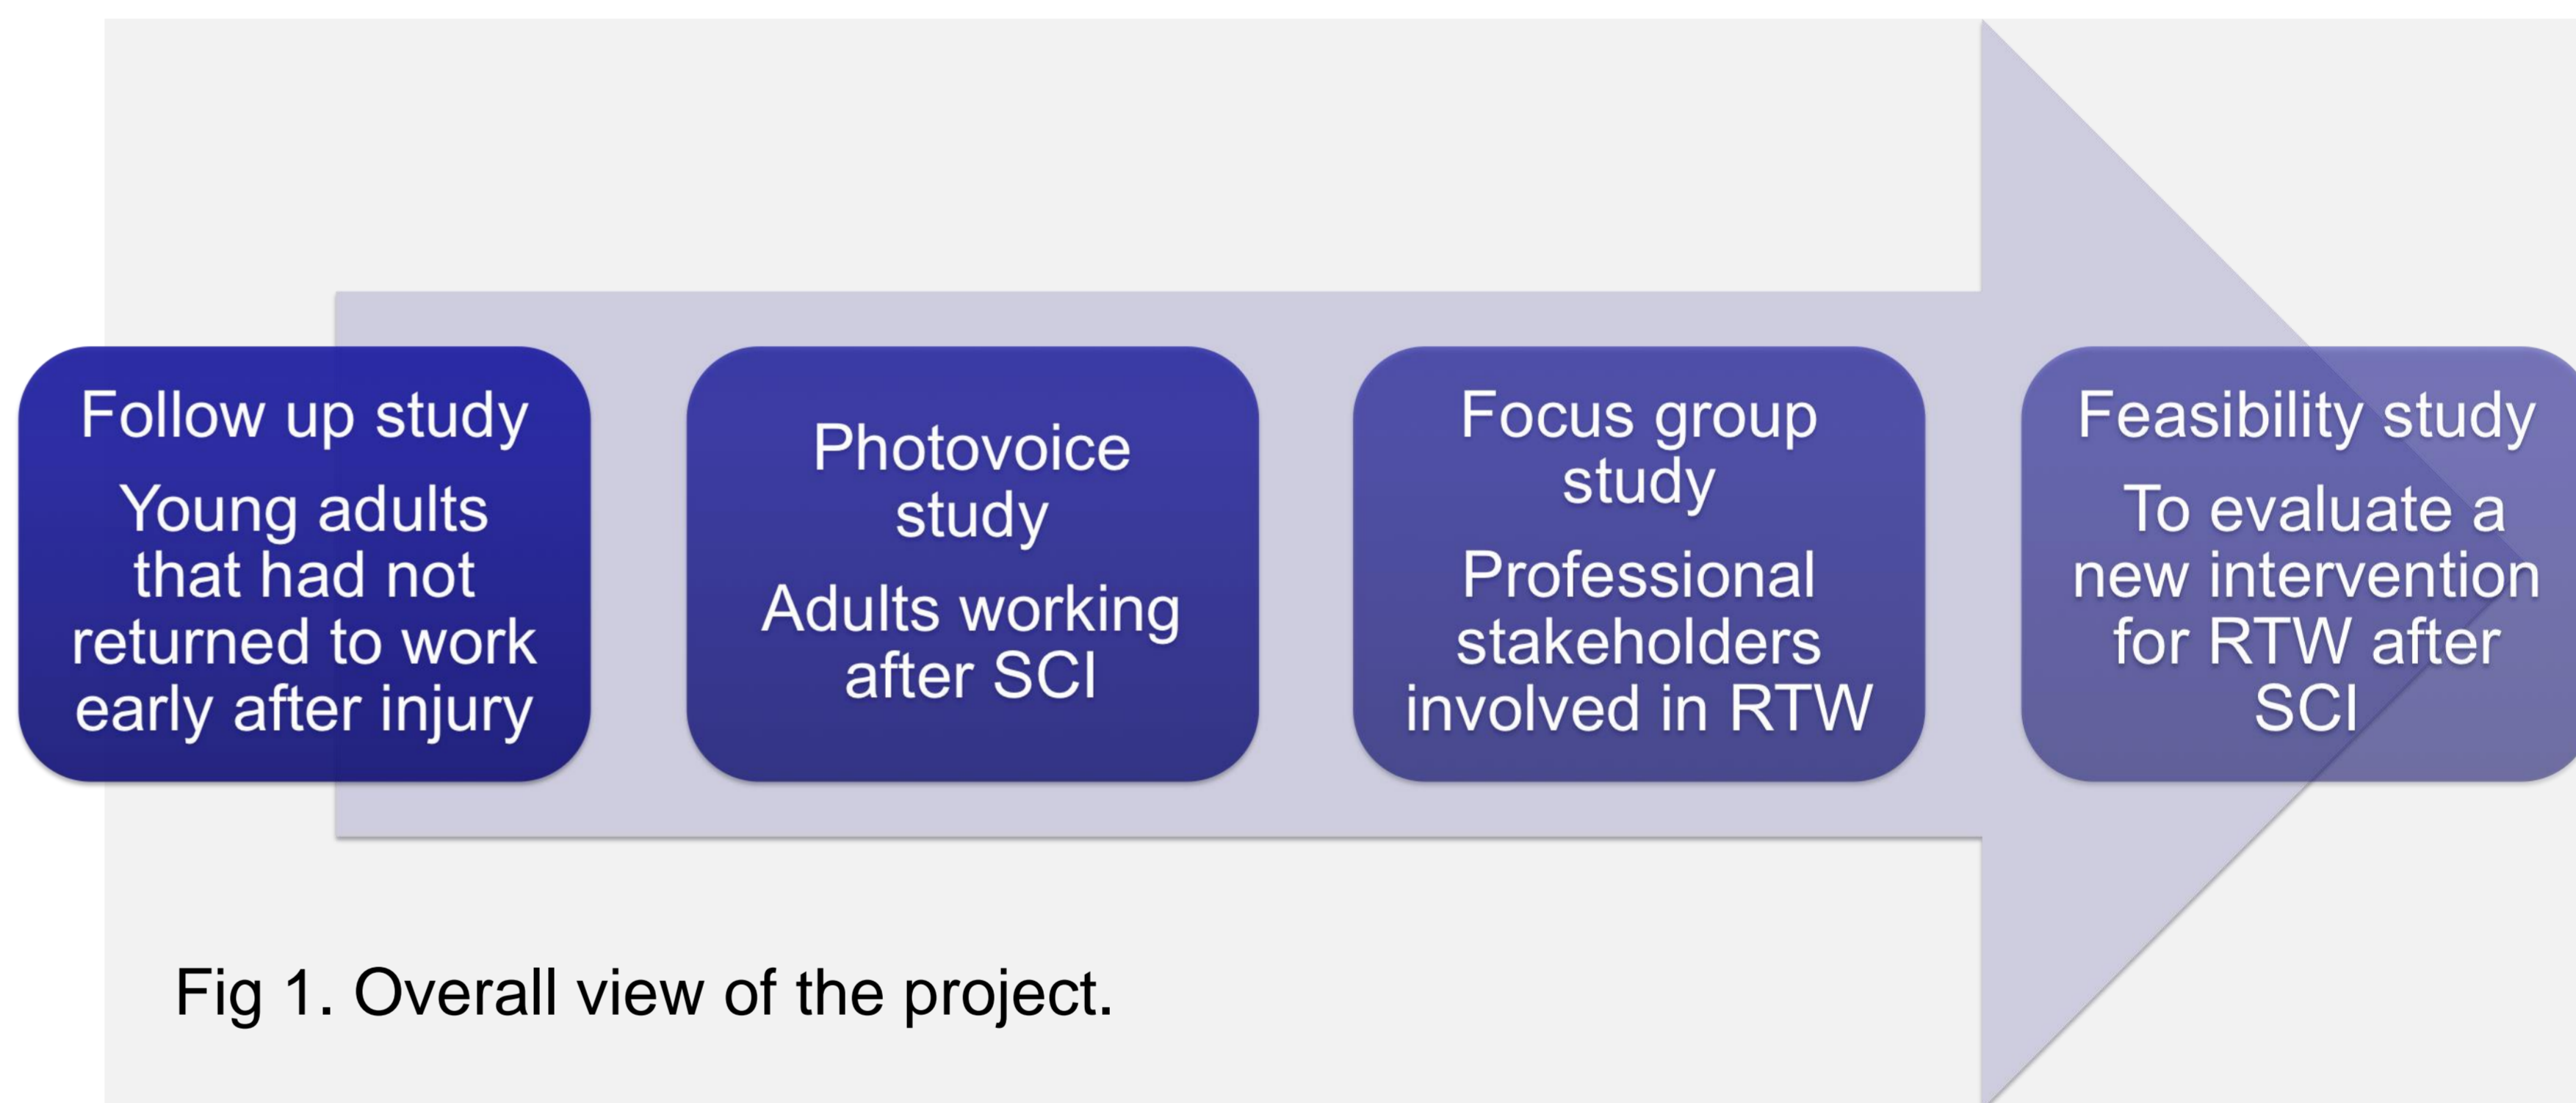 Follow up study
Young adults
that had not
returned to work
early after injury
Photovoice
study
Adults working
after SCI
Focus group
study
Professional
stakeholders
involved in RTW
Feasibility study
To evaluate a
new intervention
for RTW after
SCI
Fig 1. Overall view of the project.